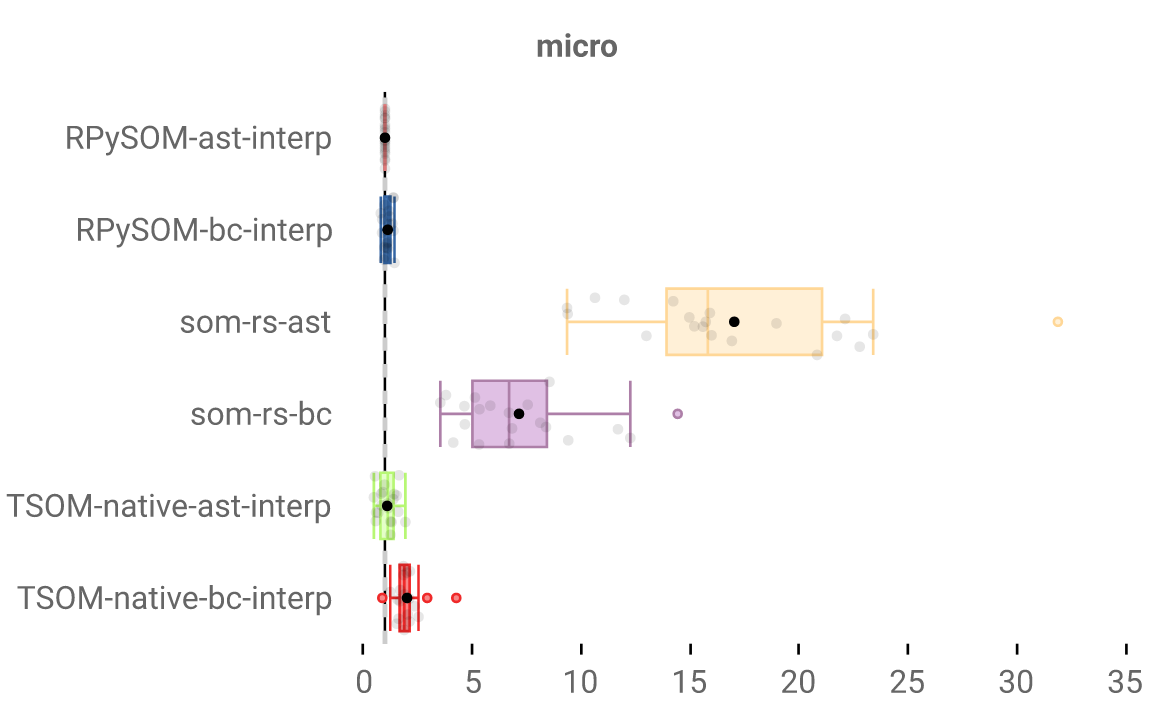 micro
RPySOM-ast-interp
RPySOM-bc-interp
som-rs-ast
som-rs-bc
TSOM-native-ast-interp
TSOM-native-bc-interp
0 5 10 15 20 25 30 35